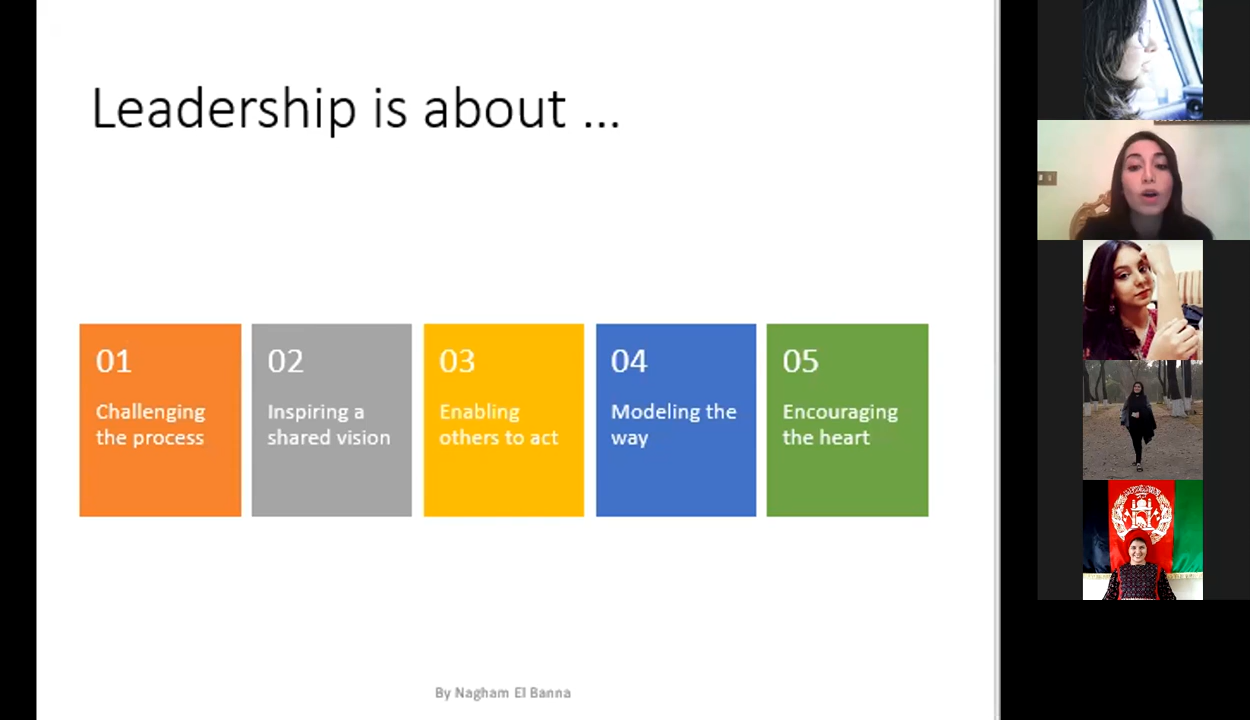 Leadership is about ...
01
Challenging
the process
02
Inspiring a
shared vision
03
Enabling
others to act
04
Modeling the
way
05
Encouraging
the heart
By Nagham El Banna